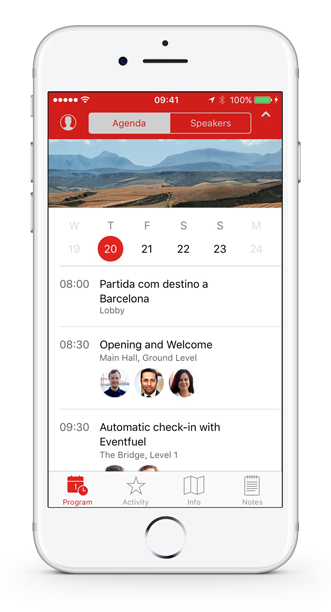 09:41
100%
Agenda
Speakers
W T F S S M
19 20 21 22 23 24
08:00 Partida com destino a
Barcelona
Lobby
08:30 Opening and Welcome
Main Hall, Ground Level
09:30 Automatic check-in with
Eventfuel
The Bridge, Level 1
1
Program
Activity
Info
Notes